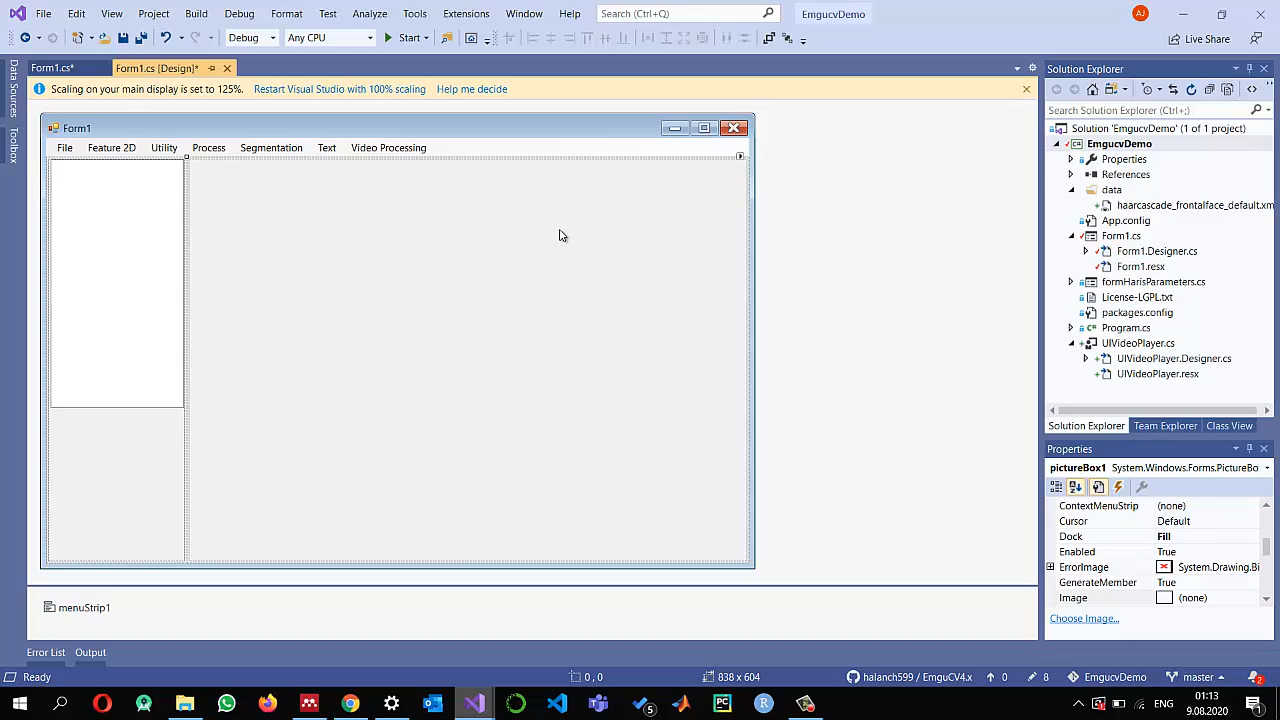 File Edit View Project Build Debug Format Test Analyze Tools Extensions Window Help Search (Ctrl+Q) EmgucvDemo AJ
Debug Any CPU Start Live Share
Data Sources
Toolbox
Form1.cs* Form1.cs [Design]*
Scaling on your main display is set to 125%. Restart Visual Studio with 100% scaling Help me decide
Form1
File Feature 2D Utility Process Segmentation Text Video Processing
menuStrip1
Solution Explorer
Search Solution Explorer (Ctrl+;)
Solution 'EmgucvDemo' (1 of 1 project)
EmgucvDemo
Properties
References
data
haarcascade_frontalface_default.xm
App.config
Form1.cs
Form1.Designer.cs
Form1.resx
formHarisParameters.cs
License-LGPL.txt
packages.config
Program.cs
UIVideoPlayer.cs
UIVideoPlayer.Designer.cs
UIVideoPlayer.resx
Solution Explorer Team Explorer Class View
Properties
pictureBox1 System.Windows.Forms.PictureBo
ContextMenuStrip (none)
Cursor Default
Dock Fill
Enabled True
ErrorImage System.Drawing.Bi
GenerateMember True
Image (none)
Choose Image...
Error List Output
Ready 0 , 0 838 x 604 halanch599 / EmguCV4.x 0 8 EmgucvDemo master 2
5 PC R ENG 01:13
9.08.2020